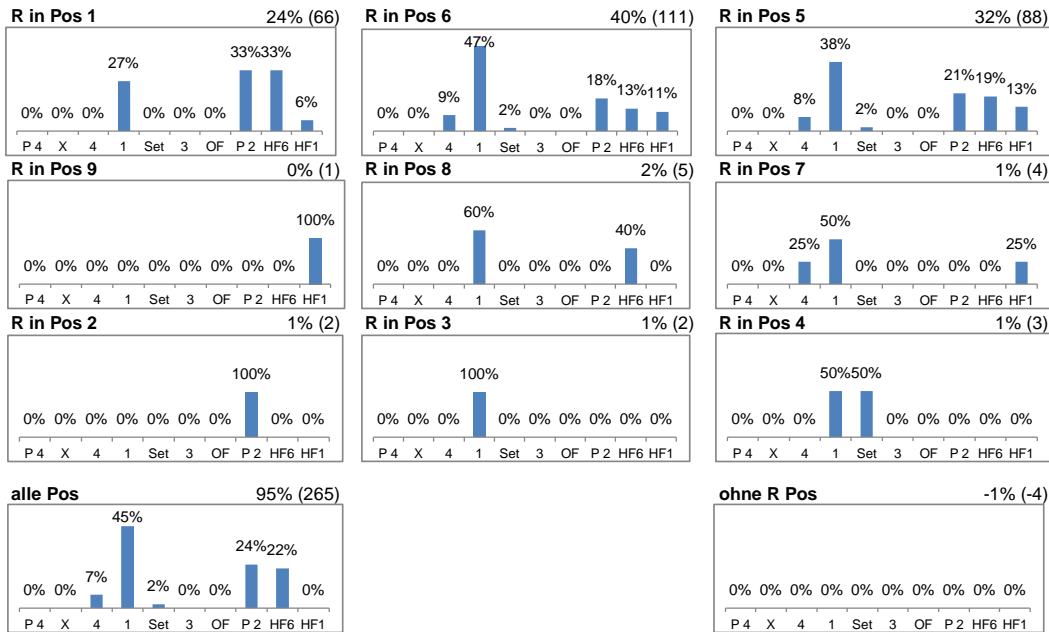 R in Pos 1 24% (66)
33% 33%
27%
6%
0% 0% 0% 0% 0% 0%
P 4 X 4 1 Set 3 OF P 2 HF6 HF1
R in Pos 6 40% (111)
47%
18%
13% 11%
9%
2%
0% 0% 0% 0%
P 4 X 4 1 Set 3 OF P 2 HF6 HF1
R in Pos 5 32% (88)
38%
21% 19%
13%
8%
2%
0% 0% 0% 0%
P 4 X 4 1 Set 3 OF P 2 HF6 HF1
R in Pos 9 0% (1)
100%
0% 0% 0% 0% 0% 0% 0% 0% 0%
P 4 X 4 1 Set 3 OF P 2 HF6 HF1
R in Pos 8 2% (5)
60%
40%
0% 0% 0% 0% 0% 0% 0% 0%
P 4 X 4 1 Set 3 OF P 2 HF6 HF1
R in Pos 7 1% (4)
50%
25% 25%
0% 0% 0% 0% 0% 0% 0%
P 4 X 4 1 Set 3 OF P 2 HF6 HF1
R in Pos 2 1% (2)
100%
0% 0% 0% 0% 0% 0% 0% 0% 0%
P 4 X 4 1 Set 3 OF P 2 HF6 HF1
R in Pos 3 1% (2)
100%
0% 0% 0% 0% 0% 0% 0% 0% 0%
P 4 X 4 1 Set 3 OF P 2 HF6 HF1
R in Pos 4 1% (3)
50% 50%
0% 0% 0% 0% 0% 0% 0% 0%
P 4 X 4 1 Set 3 OF P 2 HF6 HF1
alle Pos 95% (265)
45%
24% 22%
7%
2%
0% 0% 0% 0% 0%
P 4 X 4 1 Set 3 OF P 2 HF6 HF1
ohne R Pos -1% (-4)
0% 0% 0% 0% 0% 0% 0% 0% 0% 0%
P 4 X 4 1 Set 3 OF P 2 HF6 HF1